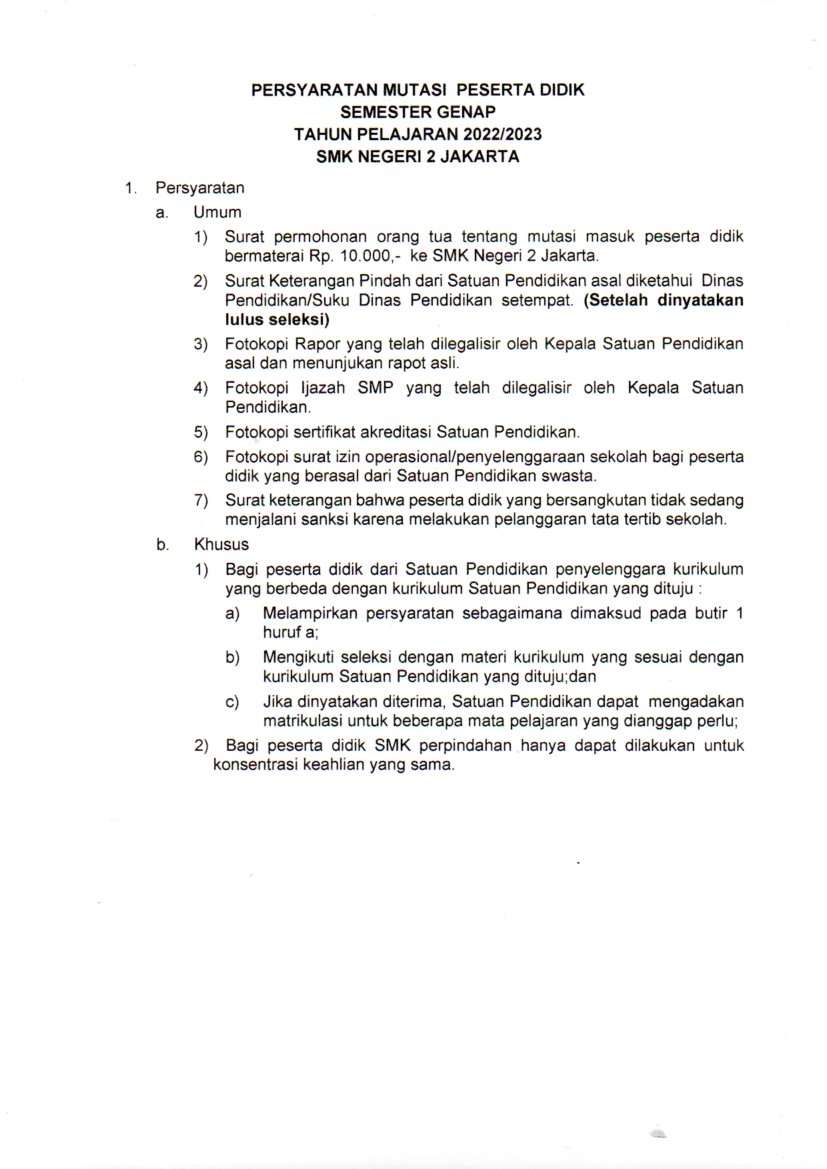 PERSYARATAN MUTASI PESERTA DIDIK
SEMESTER GENAP
TAHUN PELAJARAN 2022/2023
SMK NEGERI 2 JAKARTA
1. Persyaratan
a. Umum
1) Surat permohonan orang tua tentang mutasi masuk peserta didik
bermaterai Rp. 10.000,- ke SMK Negeri 2 Jakarta.
2) Surat Keterangan Pindah dari Satuan Pendidikan asal diketahui Dinas
Pendidikan/Suku Dinas Pendidikan setempat. (Setelah dinyatakan
lulus seleksi)
3) Fotokopi Rapor yang telah dilegalisir oleh Kepala Satuan Pendidikan
asal dan menunjukan rapot asli.
4) Fotokopi Ijazah SMP yang telah dilegalisir oleh Kepala Satuan
Pendidikan.
5) Fotokopi sertifikat akreditasi Satuan Pendidikan.
6) Fotokopi surat izin operasional/penyelenggaraan sekolah bagi peserta
didik yang berasal dari Satuan Pendidikan swasta.
7) Surat keterangan bahwa peserta didik yang bersangkutan tidak sedang
menjalani sanksi karena melakukan pelanggaran tata tertib sekolah.
b. Khusus
1) Bagi peserta didik dari Satuan Pendidikan penyelenggara kurikulum
yang berbeda dengan kurikulum Satuan Pendidikan yang dituju :
a) Melampirkan persyaratan sebagaimana dimaksud pada butir 1
huruf a;
b) Mengikuti seleksi dengan materi kurikulum yang sesuai dengan
kurikulum Satuan Pendidikan yang dituju;dan
c) Jika dinyatakan diterima, Satuan Pendidikan dapat mengadakan
matrikulasi untuk beberapa mata pelajaran yang dianggap perlu;
2) Bagi peserta didik SMK perpindahan hanya dapat dilakukan untuk
konsentrasi keahlian yang sama.